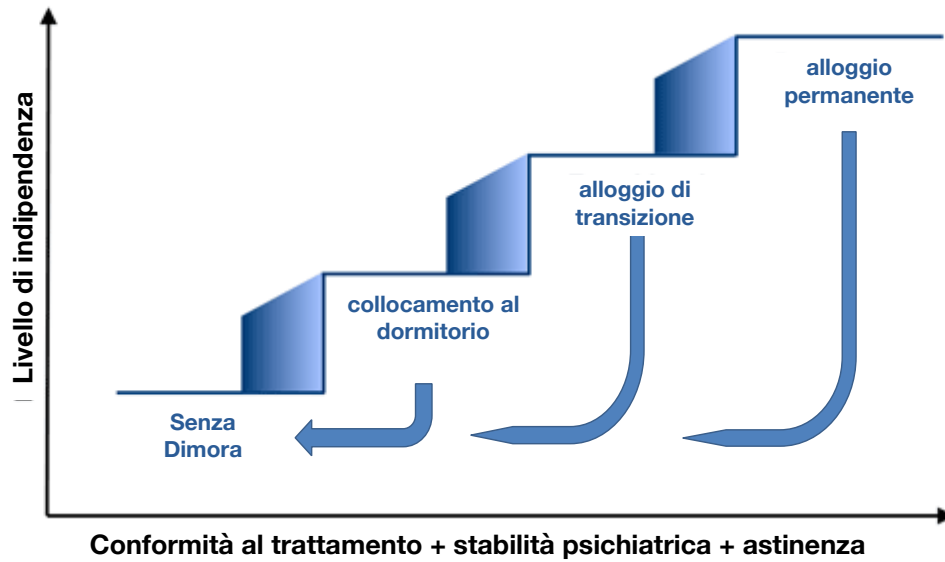 alloggio
permanente
alloggio di
transizione
collocamento al
dormitorio
Senza
Dimora
Livello di indipendenza
Conformità al trattamento + stabilità psichiatrica + astinenza